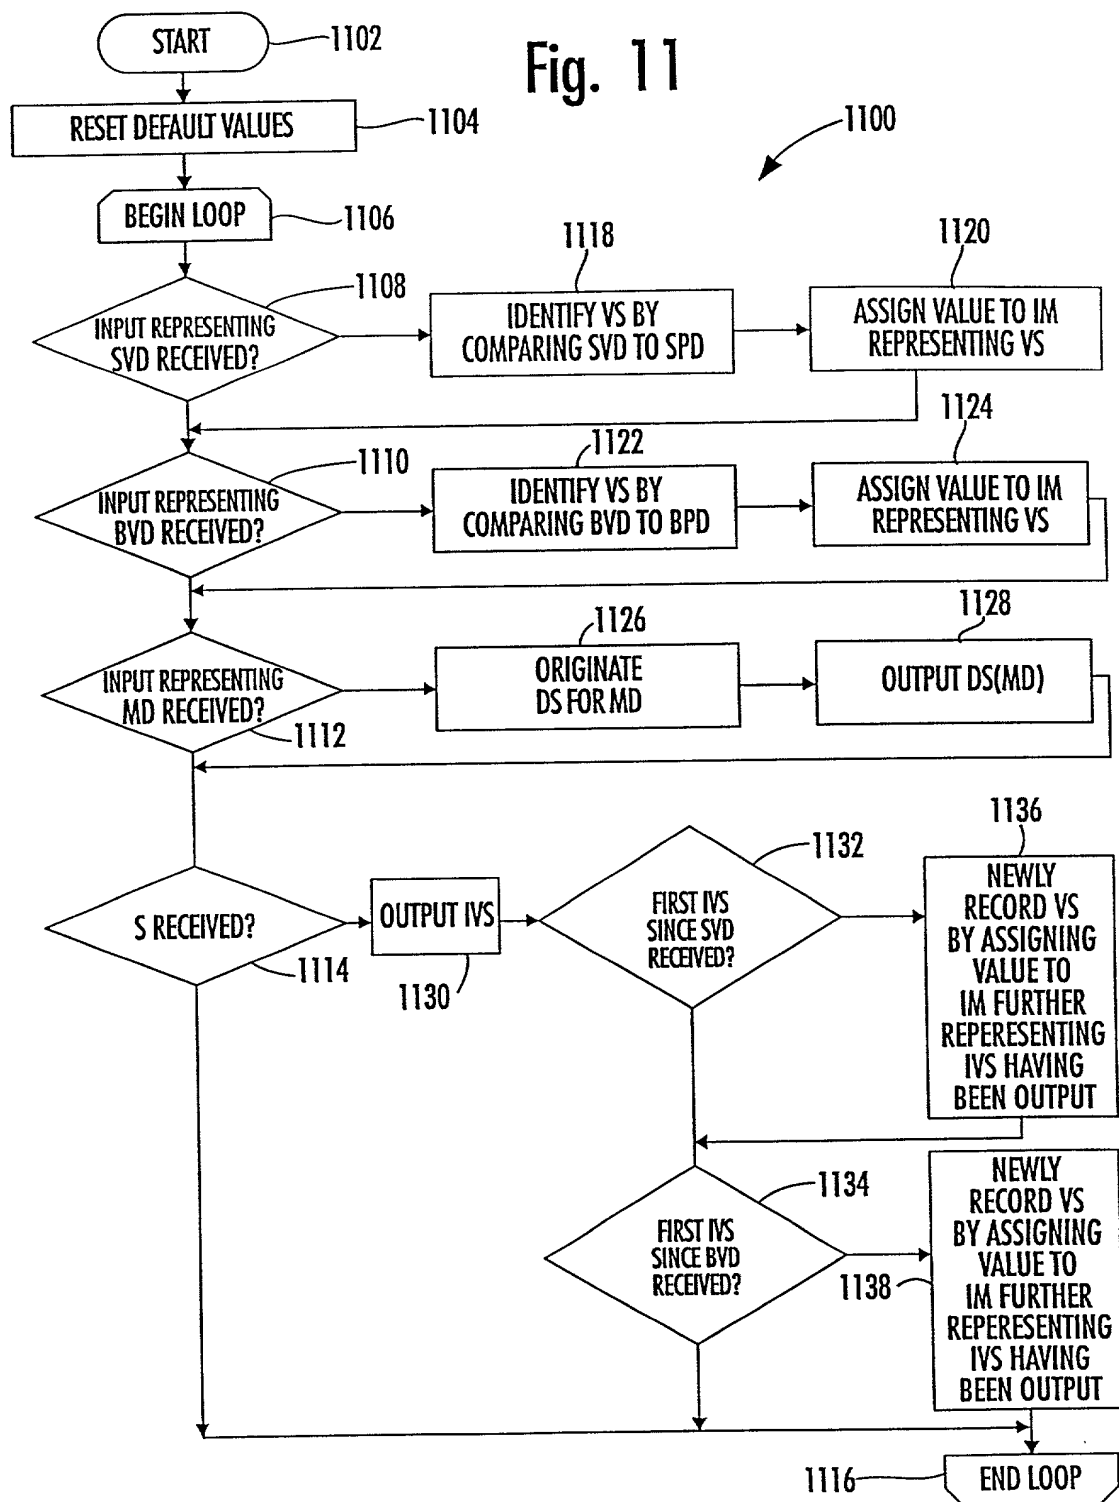 START
1102
Fig. 11
RESET DEFAULT VALUES
1104
1100
BEGIN LOOP
1106
1118
1120
1108
INPUT REPRESENTING
SVD RECEIVED?
IDENTIFY VS BY
COMPARING SVD TO SPD
ASSIGN VALUE TO IM
REPRESENTING VS
1110
1122
1124
INPUT REPRESENTING
BVD RECEIVED?
IDENTIFY VS BY
COMPARING BVD TO BPD
ASSIGN VALUE TO IM
REPRESENTING VS
1126
1128
INPUT REPRESENTING
MD RECEIVED?
1112
ORIGINATE
DS FOR MD
OUTPUT DS(MD)
1136
1132
S RECEIVED?
1114
OUTPUT IVS
1130
FIRST IVS
SINCE SVD
RECEIVED?
NEWLY
RECORD VS
BY ASSIGNING
VALUE TO
IM FURTHER
REPERESENTING
IVS HAVING
BEEN OUTPUT
1134
FIRST IVS
SINCE BVD
RECEIVED?
1138
NEWLY
RECORD VS
BY ASSIGNING
VALUE TO
IM FURTHER
REPERESENTING
IVS HAVING
BEEN OUTPUT
1116
END LOOP